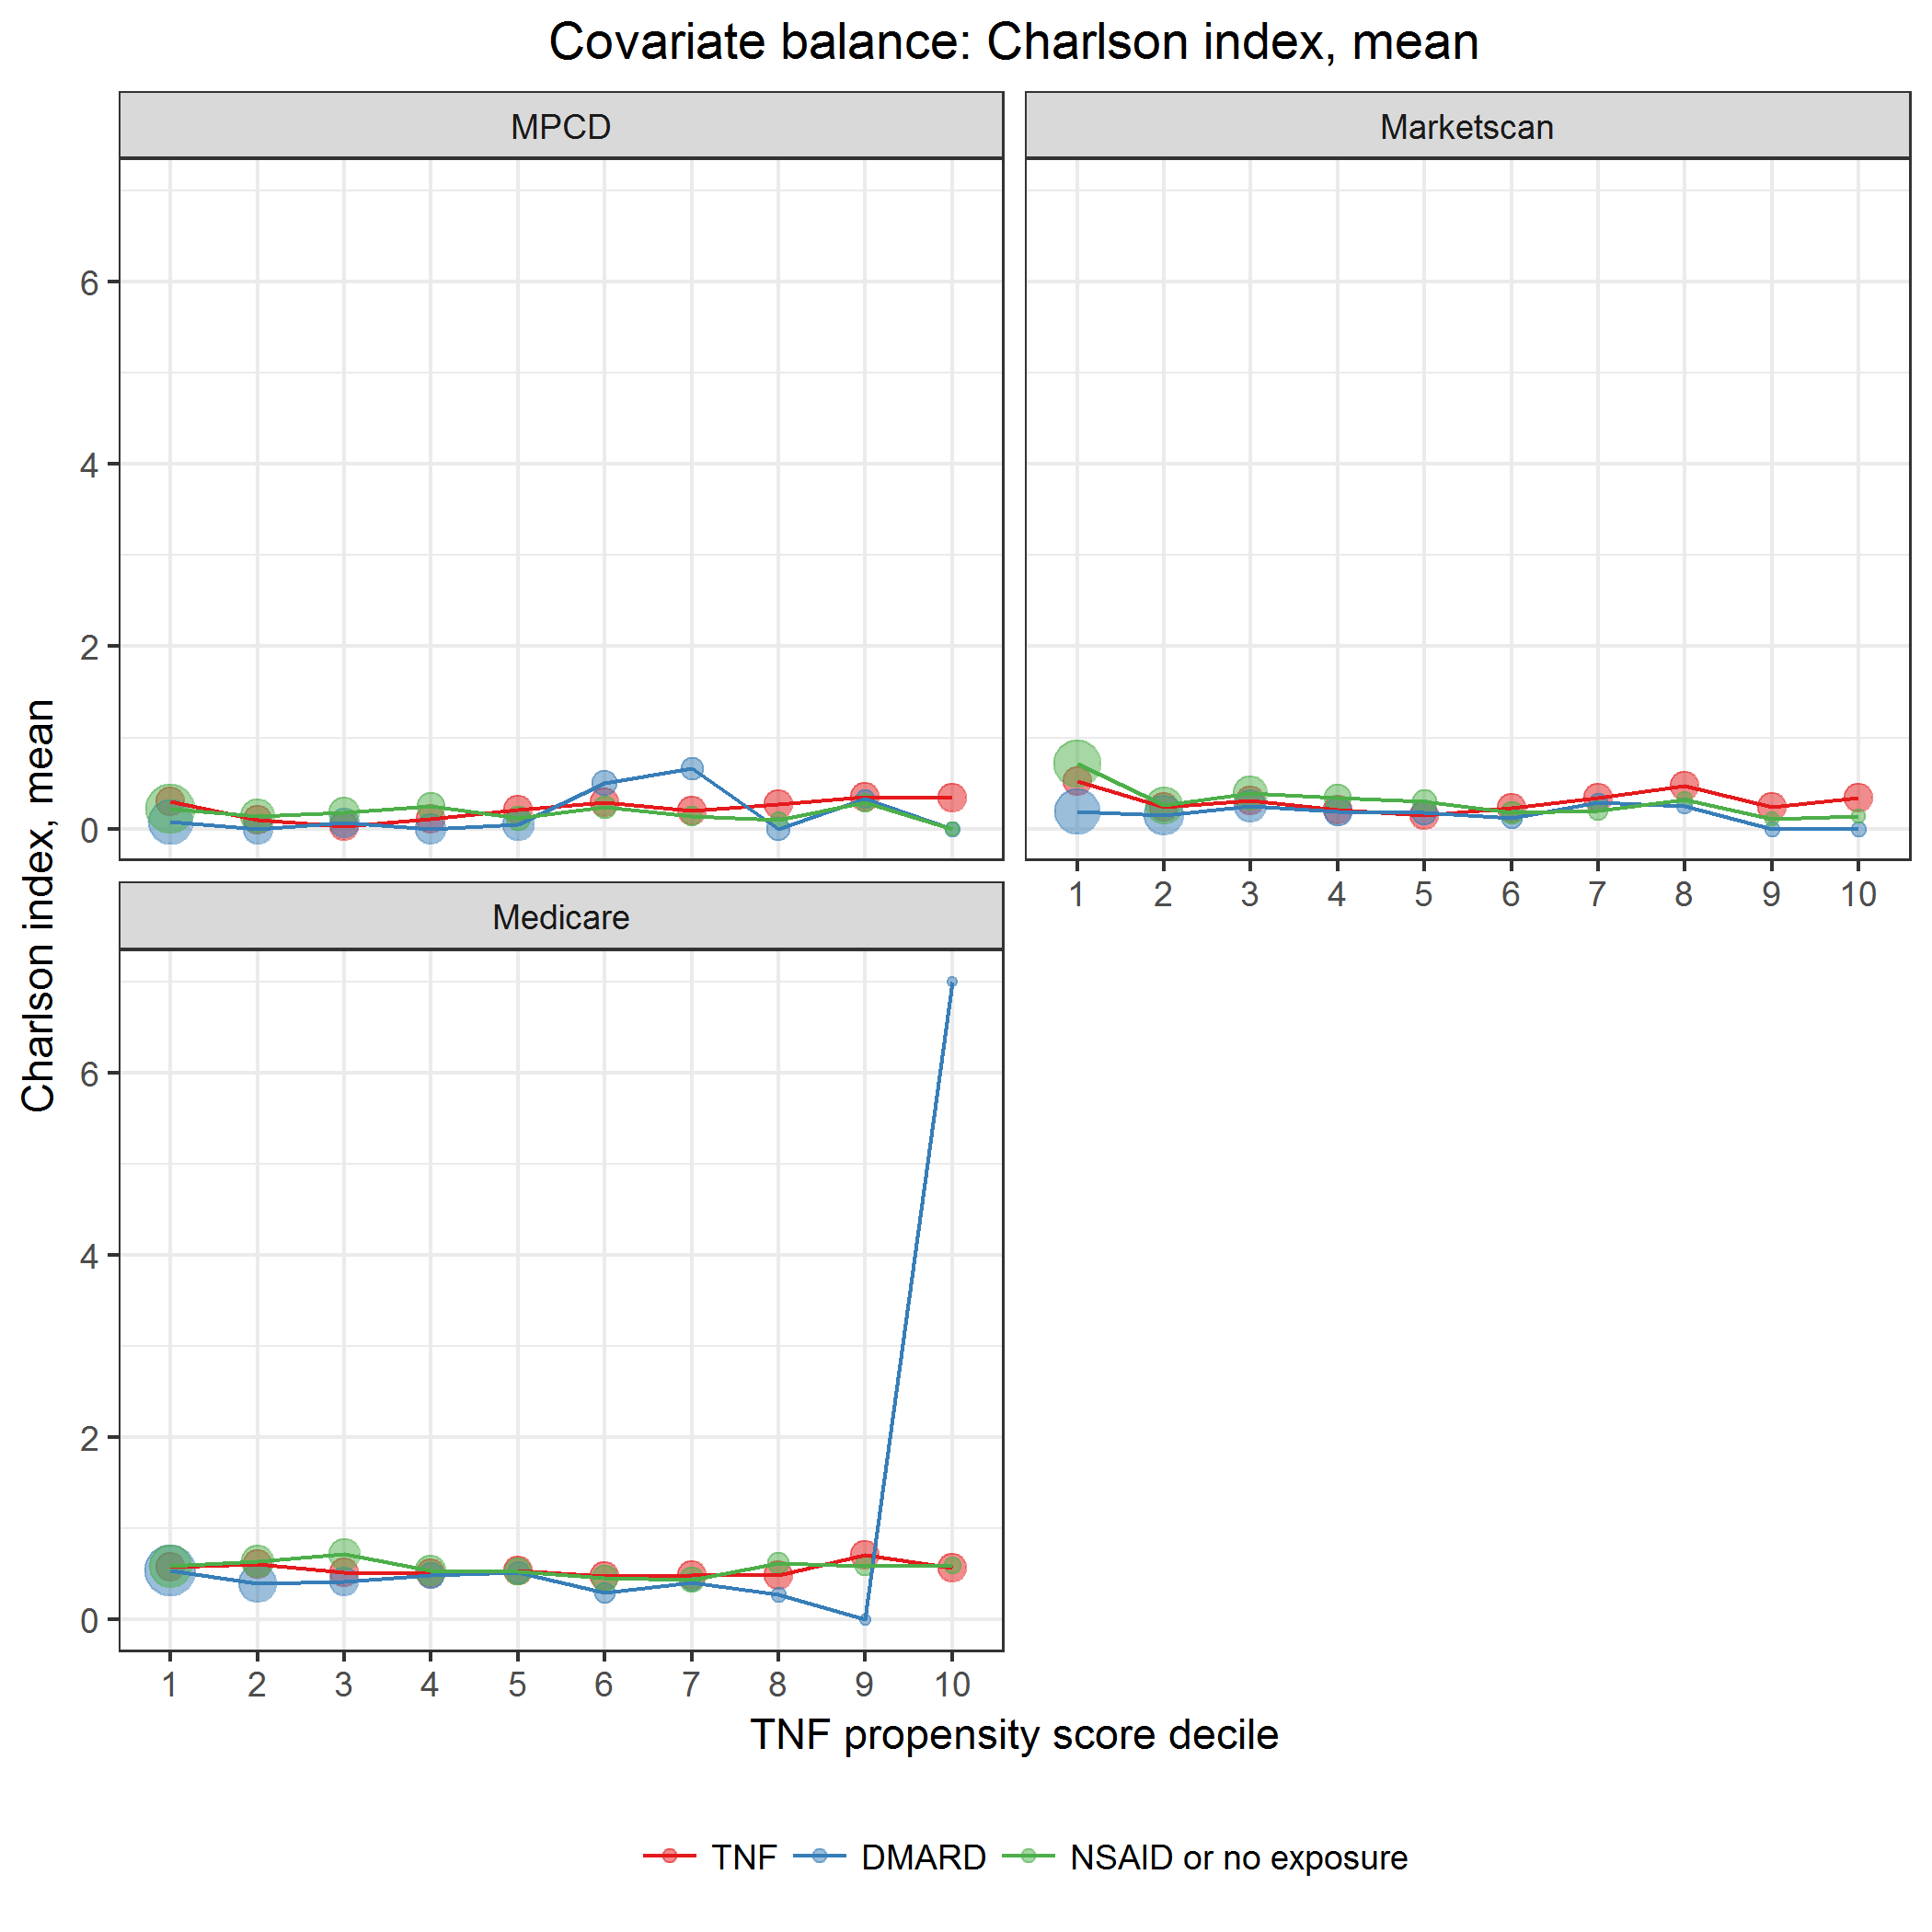 Covariate balance: Charlson index, mean
MPCD
Marketscan
6
4
2
0
1 2 3 4 5 6 7 8 9 10
Medicare
6
4
2
0
1 2 3 4 5 6 7 8 9 10
Charlson index, mean
TNF propensity score decile
TNF DMARD NSAID or no exposure